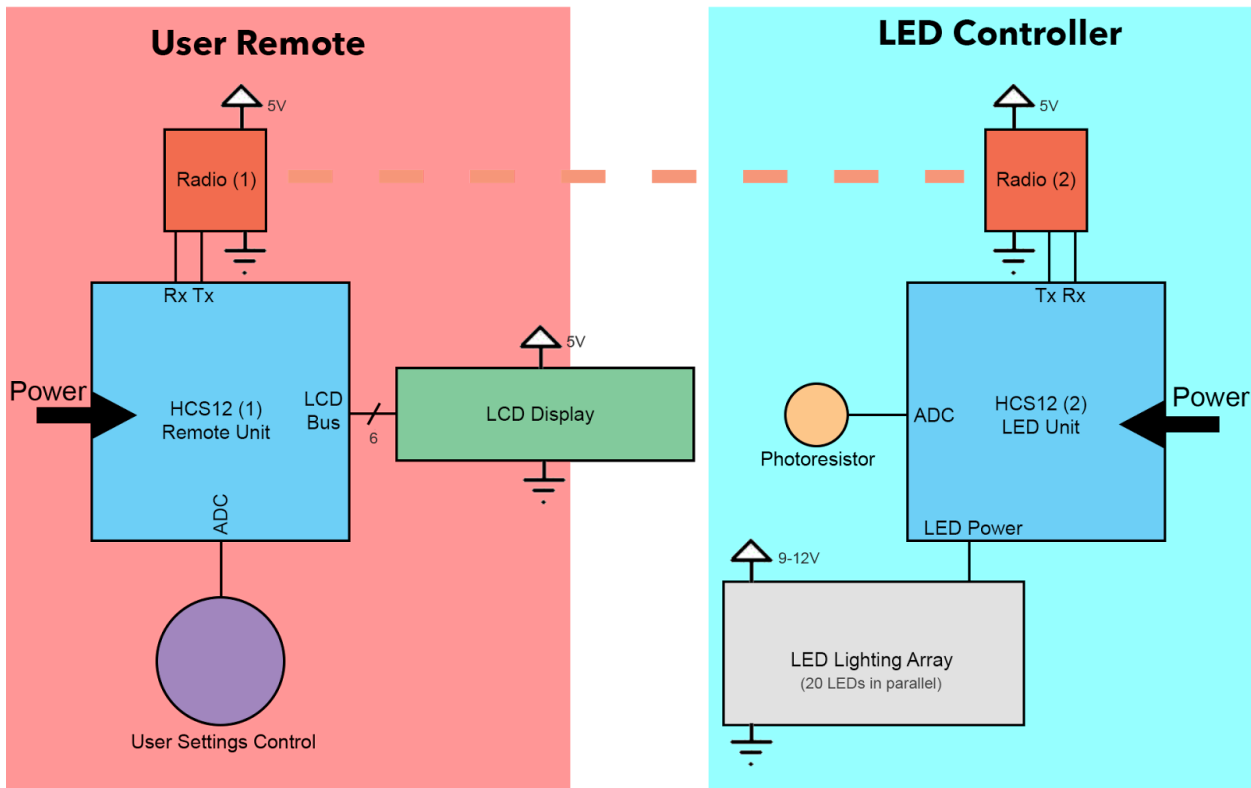 User Remote
5V
Radio (1)
Rx Tx
Power
HCS12 (1)
Remote Unit
LCD
Bus
6
5V
LCD Display
ADC
User Settings Control
LED Controller
5V
Radio (2)
Tx Rx
Photoresistor
ADC
HCS12 (2)
LED Unit
Power
LED Power
9-12V
LED Lighting Array
(20 LEDs in parallel)